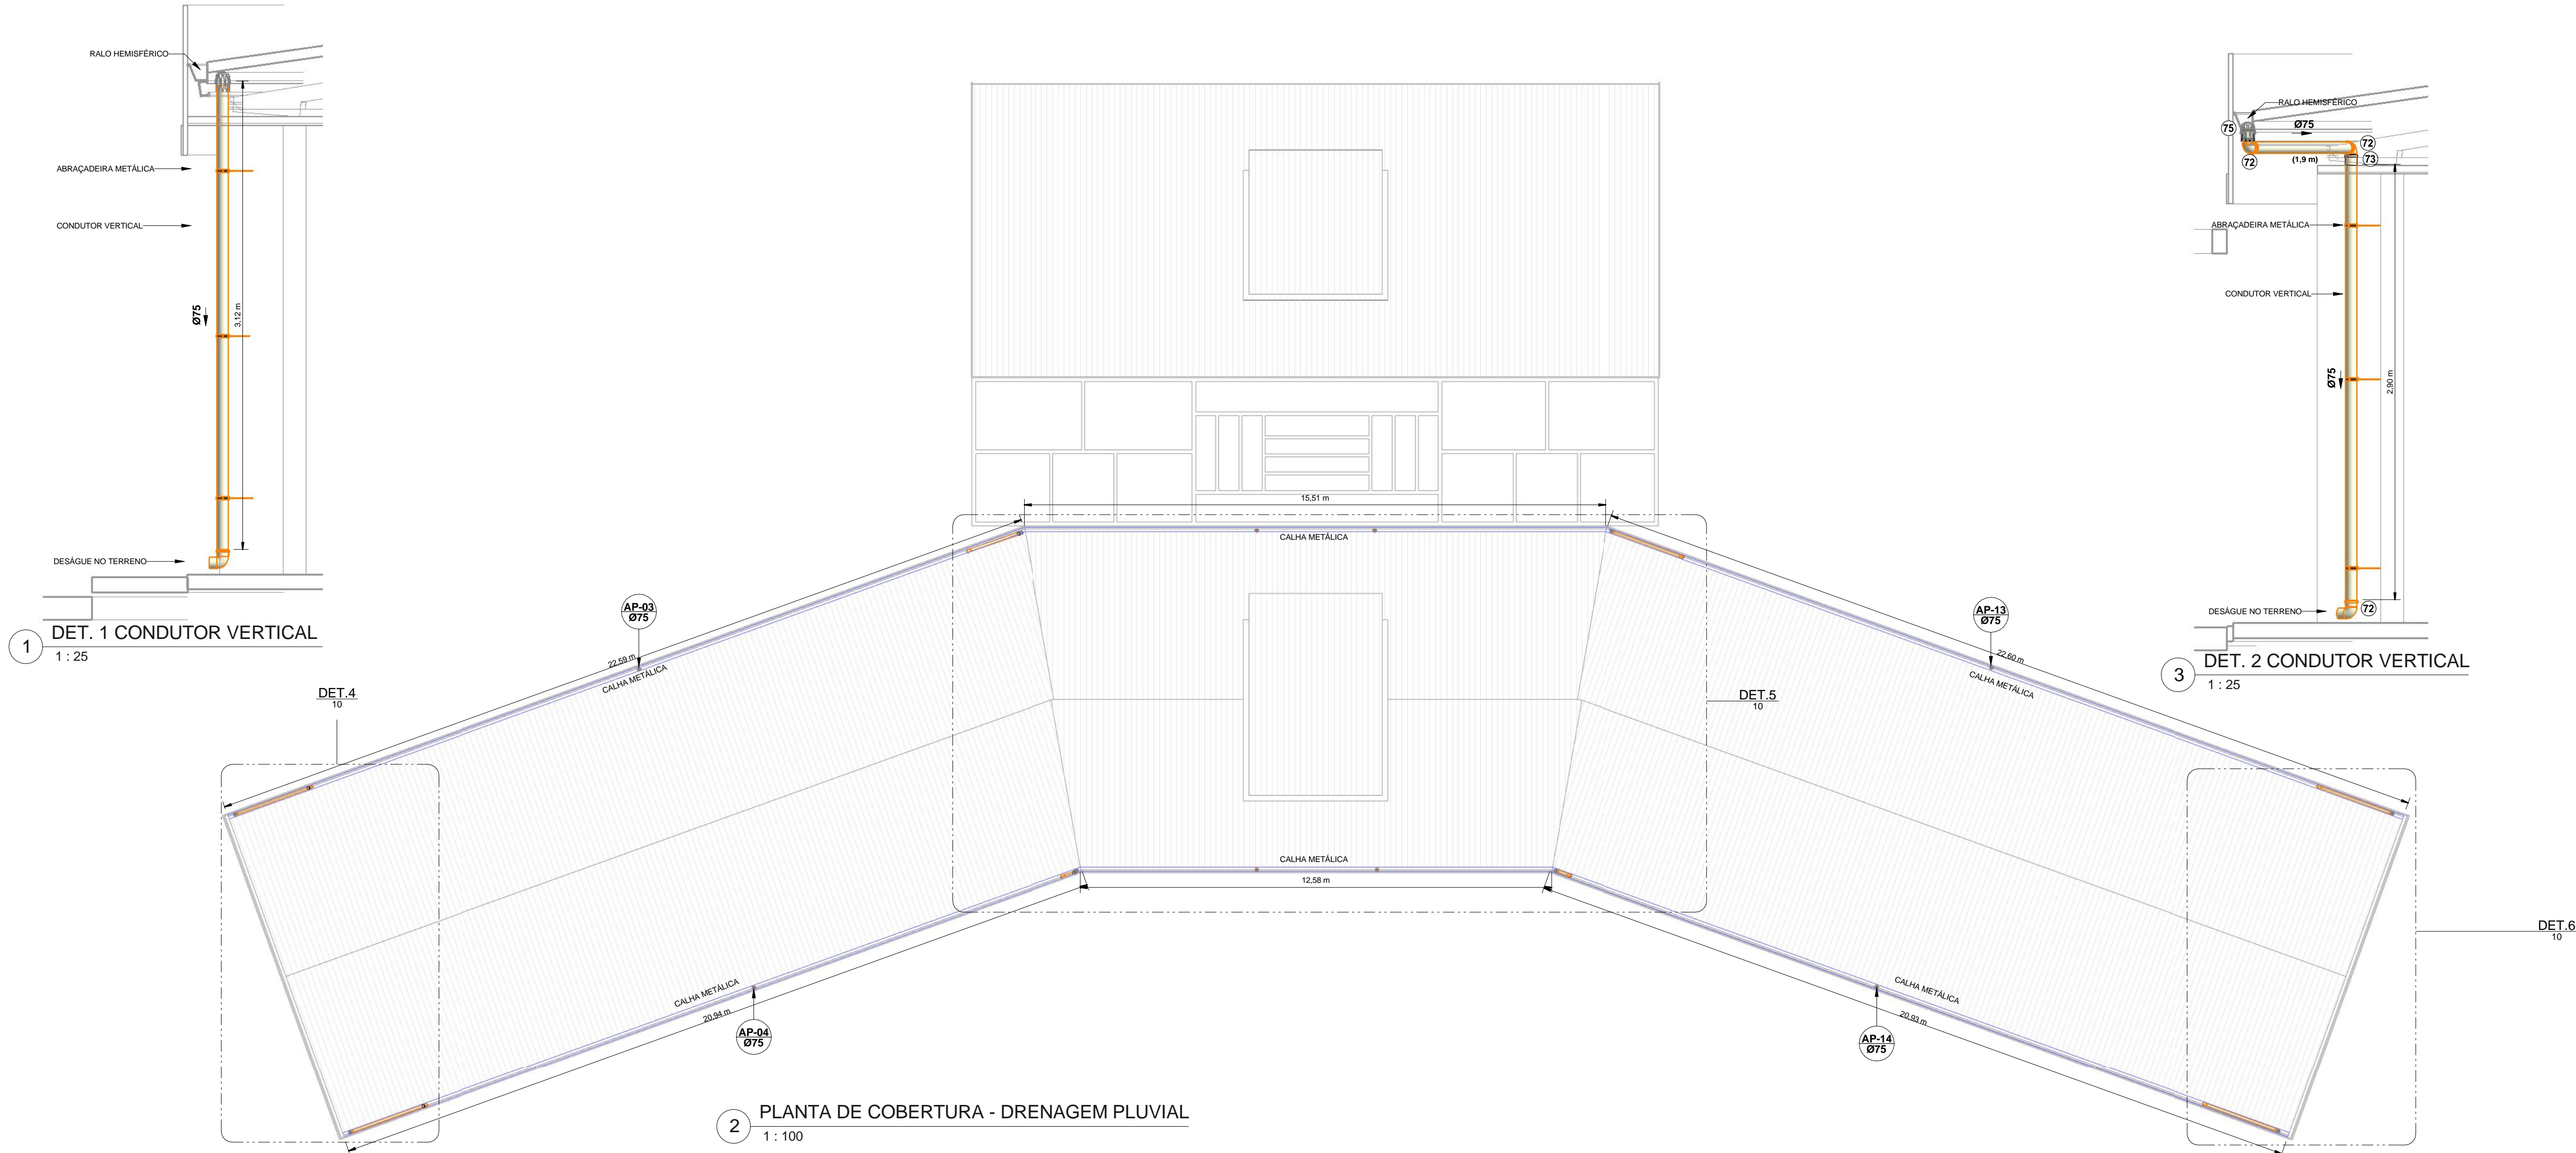 RALO HEMISFÉRICO
ABRAÇADEIRA METÁLICA
CONDUTOR VERTICAL
Ø75
3,12 m
DESÁGUE NO TERRENO
1
DET. 1 CONDUTOR VERTICAL
1 : 25
RALO HEMISFÉRICO
75
Ø75
72
72
(1,9 m)
73
ABRAÇADEIRA METÁLICA
CONDUTOR VERTICAL
Ø75
2,90 m
DESÁGUE NO TERRENO
72
3
DET. 2 CONDUTOR VERTICAL
1 : 25
15,51 m
CALHA METÁLICA
AP-03
Ø75
22,59 m
CALHA METÁLICA
AP-13
Ø75
22,60 m
CALHA METÁLICA
DET.4
10
DET.5
10
CALHA METÁLICA
12,58 m
DET.6
10
CALHA METÁLICA
20,94 m
AP-04
Ø75
CALHA METÁLICA
20,93 m
AP-14
Ø75
2
PLANTA DE COBERTURA - DRENAGEM PLUVIAL
1 : 100